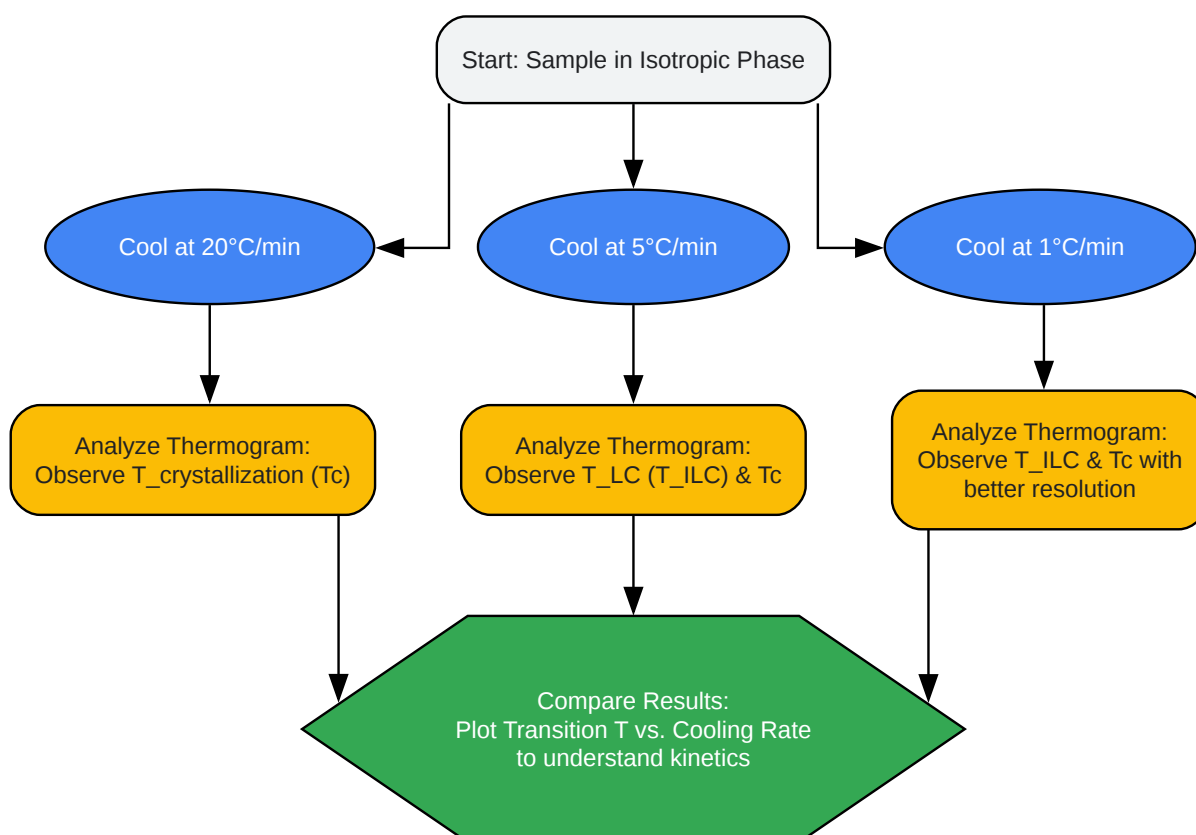 Start: Sample in Isotropic Phase
Cool at 20°C/min
Cool at 5°C/min
Cool at 1°C/min
Analyze Thermogram:
Observe T_crystallization (Tc)
Analyze Thermogram:
Observe T_LC (T_ILC) & Tc
Analyze Thermogram:
Observe T_ILC & Tc with
better resolution
Compare Results:
Plot Transition T vs. Cooling Rate
to understand kinetics